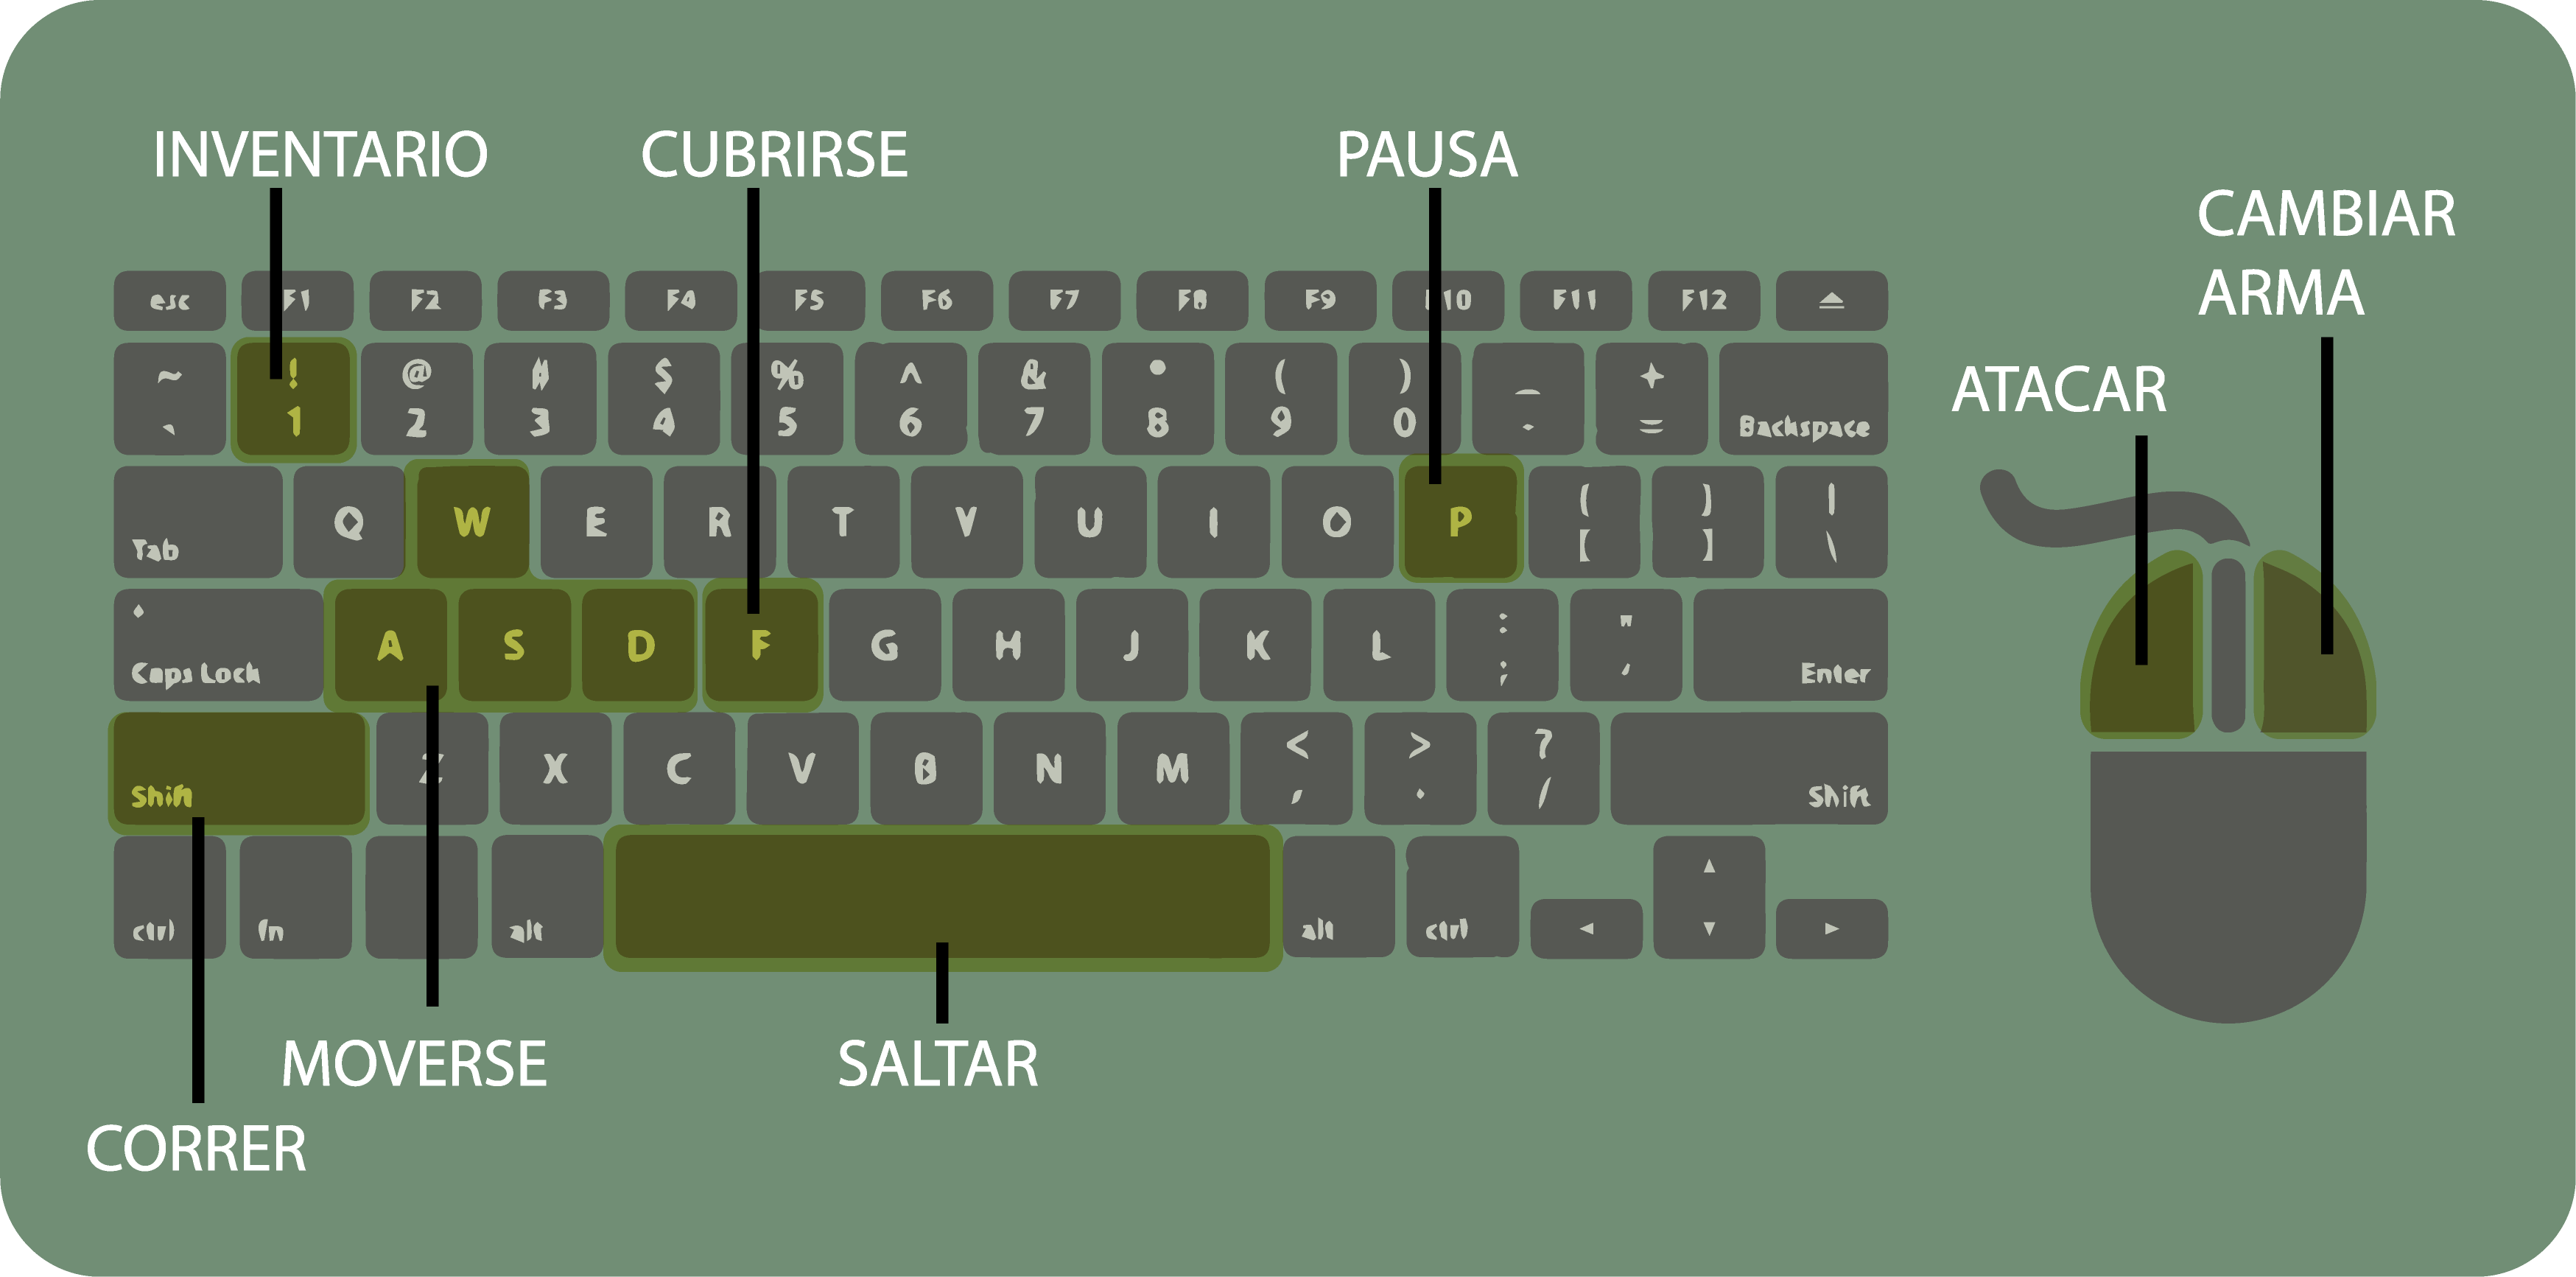 INVENTARIO CUBRIRSE PAUSA
CAMBIAR
ARMA
ATACAR
esc F1 F2 F3 F4 F5 F6 F7 F8 F9 F10 F11 F12
~ ! @ # $ % ^ & • ( ) _ + 
` 1 2 3 4 5 6 7 8 9 0 - = Backspace
Tab Q W E R T V U I O P { [ } ] | \
Caps Lock A S D F G H J K L : ; " ' Enter
Shift Z X C V B N M < , > . ? / Shift
ctrl fn alt alt ctrl ◄ ▲ ▼ ►
MOVERSE SALTAR
CORRER